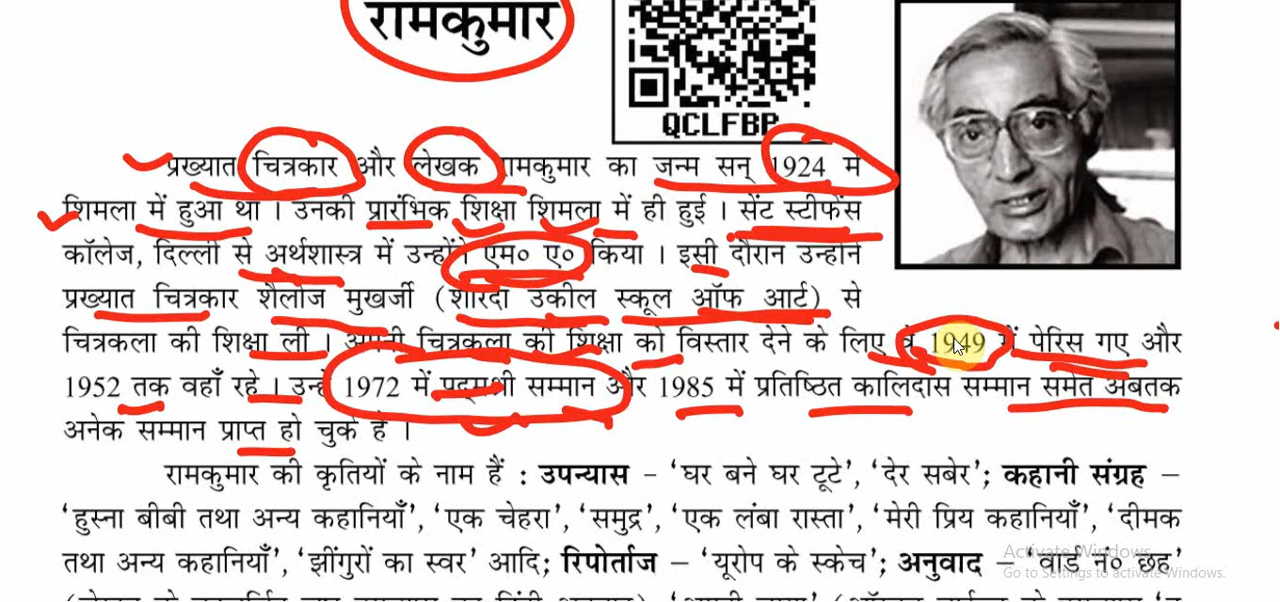 रामकुमार
QCLFBP
प्रख्यात चित्रकार और लेखक रामकुमार का जन्म सन् 1924 में
शिमला में हुआ था । उनकी प्रारंभिक शिक्षा शिमला में ही हुई । सेंट स्टीफेंस
कॉलेज, दिल्ली से अर्थशास्त्र में उन्होंने एम० ए० किया । इसी दौरान उन्होंने
प्रख्यात चित्रकार शैलोज मुखर्जी (शारदा उकील स्कूल ऑफ आर्ट) से
चित्रकला की शिक्षा ली । अपनी चित्रकला की शिक्षा को विस्तार देने के लिए वे 1949 में पेरिस गए और
1952 तक वहाँ रहे । उन्हें 1972 में पद्मश्री सम्मान और 1985 में प्रतिष्ठित कालिदास सम्मान समेत अबतक
अनेक सम्मान प्राप्त हो चुके हैं ।
रामकुमार की कृतियों के नाम हैं : उपन्यास – ‘घर बने घर टूटे’, ‘देर सबेर’; कहानी संग्रह –
‘हुस्ना बीबी तथा अन्य कहानियाँ’, ‘एक चेहरा’, ‘समुद्र’, ‘एक लंबा रास्ता’, ‘मेरी प्रिय कहानियाँ’, ‘दीमक
तथा अन्य कहानियाँ’, ‘झींगुरों का स्वर’ आदि; रिपोर्ताज – ‘यूरोप के स्केच’; अनुवाद – ‘वार्ड नं० छह’
Activate Windows
Go to Settings to activate Windows.